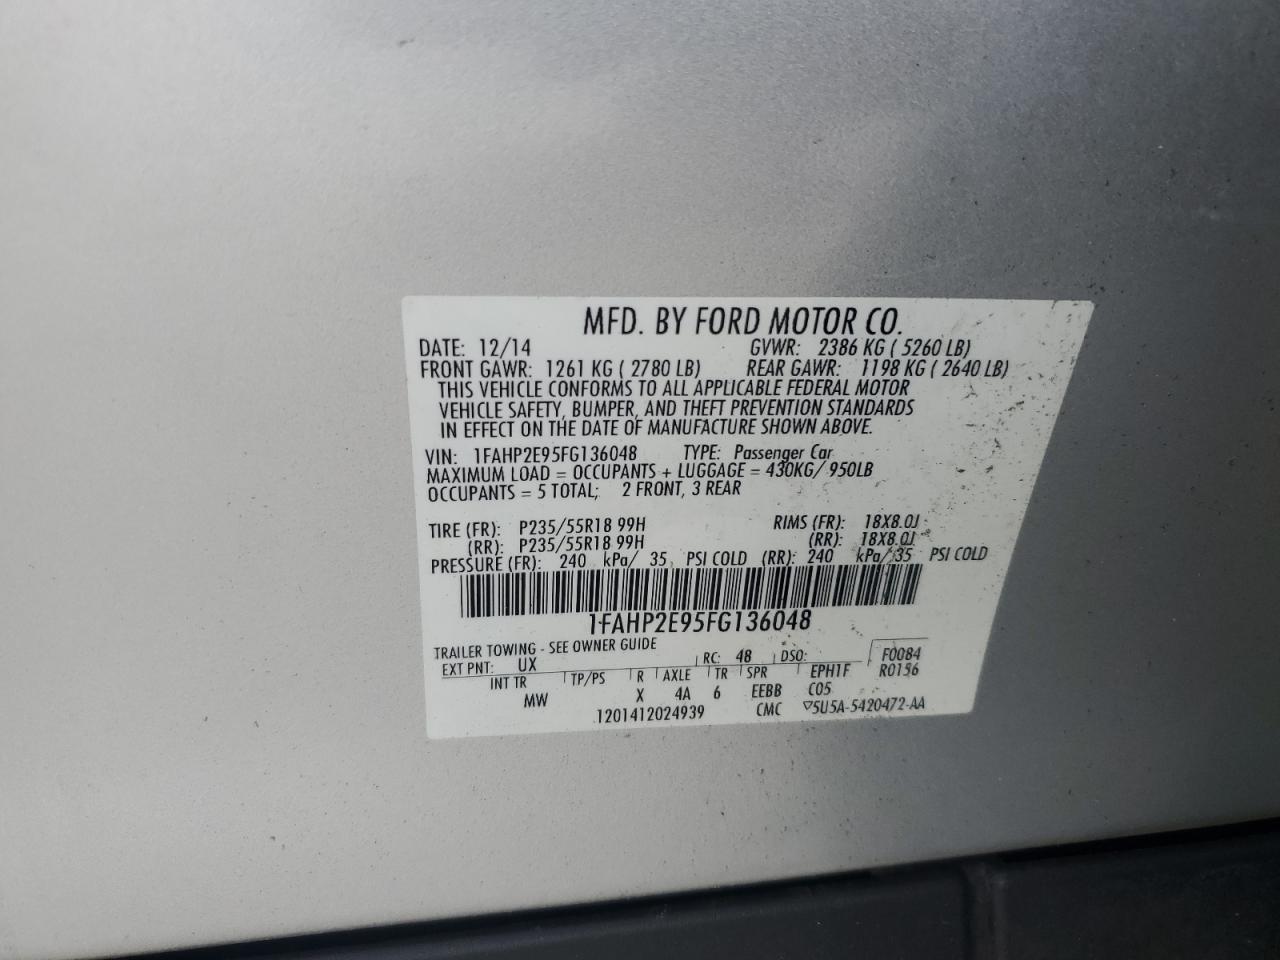 MFD. BY FORD MOTOR CO.
DATE: 12/14 GVWR: 2386 KG ( 5260 LB)
FRONT GAWR: 1261 KG ( 2780 LB) REAR GAWR: 1198 KG ( 2640 LB)
THIS VEHICLE CONFORMS TO ALL APPLICABLE FEDERAL MOTOR
VEHICLE SAFETY, BUMPER, AND THEFT PREVENTION STANDARDS
IN EFFECT ON THE DATE OF MANUFACTURE SHOWN ABOVE.
VIN: 1FAHP2E95FG136048 TYPE: Passenger Car
MAXIMUM LOAD = OCCUPANTS + LUGGAGE = 430KG/ 950LB
OCCUPANTS = 5 TOTAL; 2 FRONT, 3 REAR
TIRE (FR): P235/55R18 99H RIMS (FR): 18X8.0J
(RR): P235/55R18 99H (RR): 18X8.0J
PRESSURE (FR): 240 kPa/ 35 PSI COLD (RR): 240 kPa/ 35 PSI COLD
1FAHP2E95FG136048
TRAILER TOWING - SEE OWNER GUIDE
EXT PNT: UX RC: 48 DSO: F0084
INT TR TP/PS R AXLE TR SPR EPH1F R0156
MW X 4A 6 EEBB C05
1201412024939 CMC ▽5U5A-5420472-AA